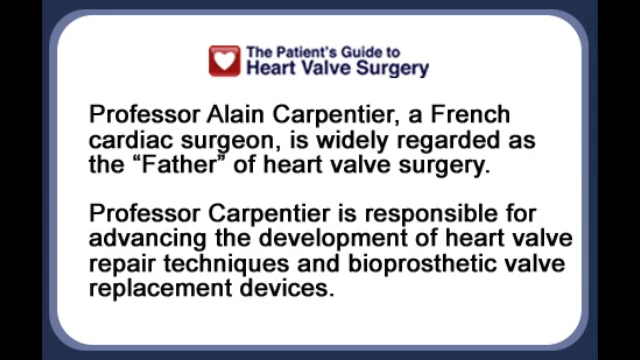 The Patient's Guide to
Heart Valve Surgery
Professor Alain Carpentier, a French
cardiac surgeon, is widely regarded as
the “Father” of heart valve surgery.
Professor Carpentier is responsible for
advancing the development of heart valve
repair techniques and bioprosthetic valve
replacement devices.